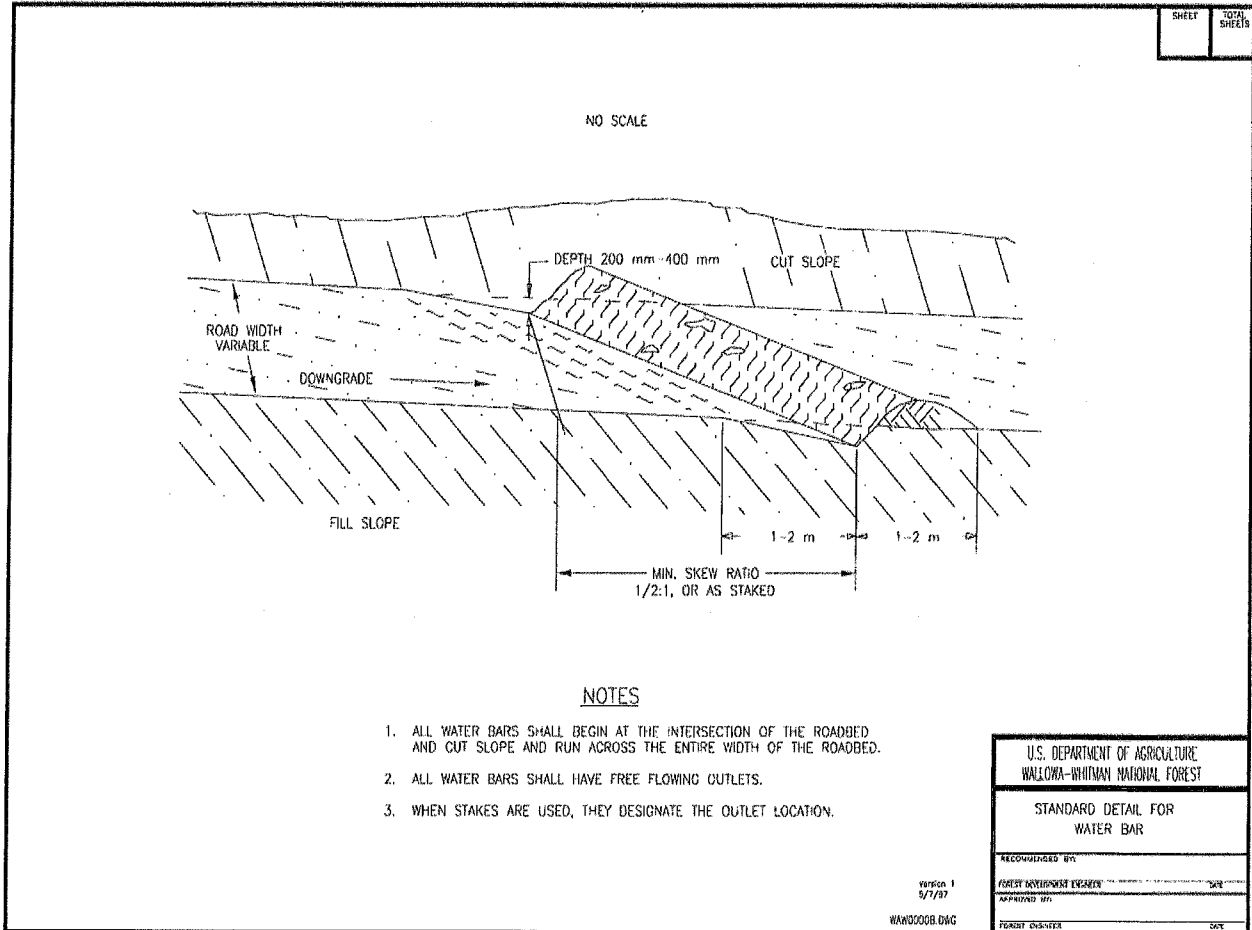 SHEET
TOTAL
SHEETS
NO SCALE
DEPTH 200 mm-400 mm
CUT SLOPE
ROAD WIDTH
VARIABLE
DOWNGRADE
FILL SLOPE
1-2 m
1-2 m
MIN. SKEW RATIO
1/2:1, OR AS STAKED
NOTES
1. ALL WATER BARS SHALL BEGIN AT THE INTERSECTION OF THE ROADBED
AND CUT SLOPE AND RUN ACROSS THE ENTIRE WIDTH OF THE ROADBED.
2. ALL WATER BARS SHALL HAVE FREE FLOWING OUTLETS.
3. WHEN STAKES ARE USED, THEY DESIGNATE THE OUTLET LOCATION.
U.S. DEPARTMENT OF AGRICULTURE
WALLOWA-WHITMAN NATIONAL FOREST
STANDARD DETAIL FOR
WATER BAR
RECOMMENDED BY:
FOREST DEVELOPMENT ENGINEER DATE
APPROVED BY:
FOREST ENGINEER DATE
Version 1
5/7/97
WAW00008.DWG